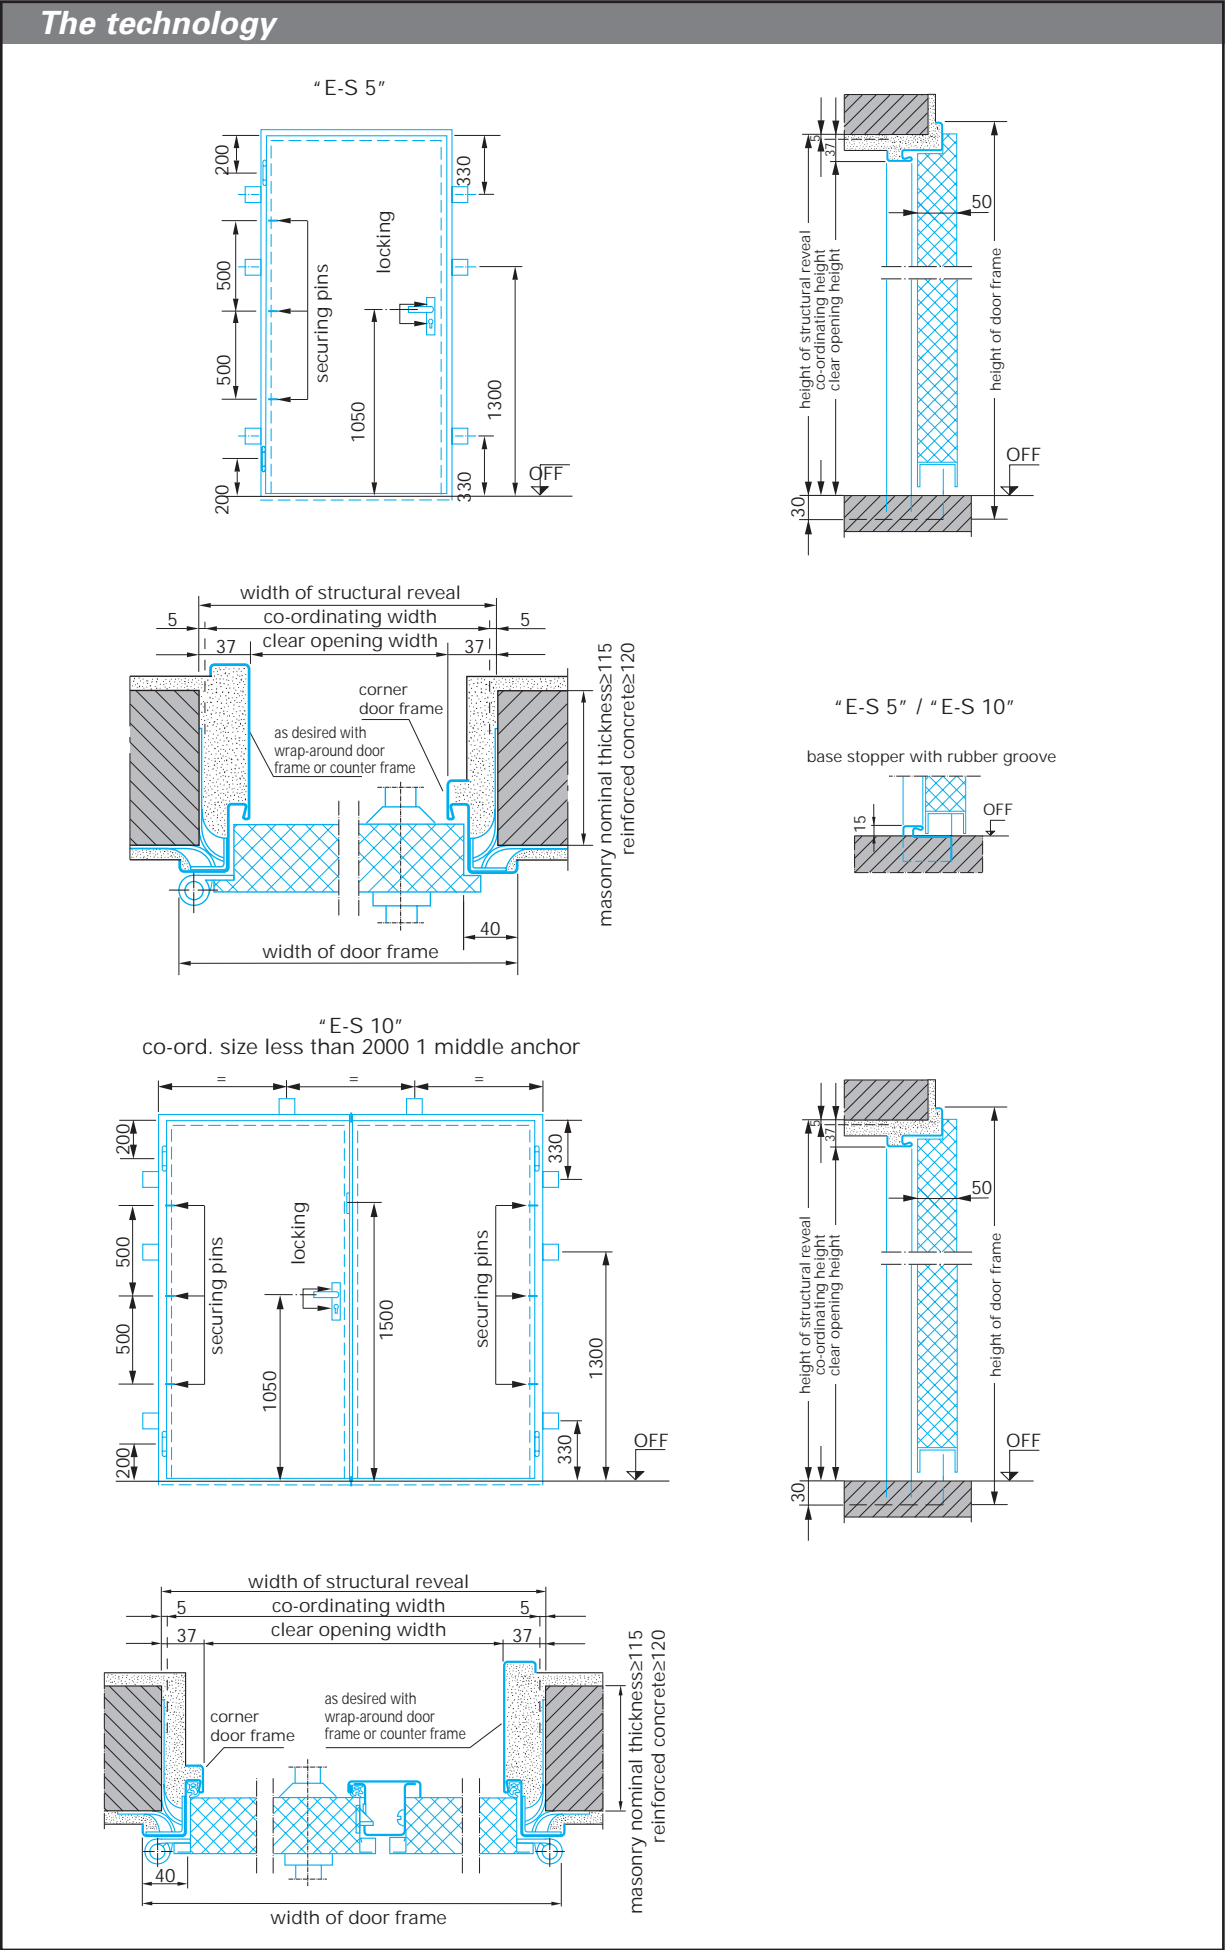 The technology
“E-S 5”
200
330
500
500
securing pins
locking
1050
1300
330
200
OFF
5
37
50
height of structural reveal
co-ordinating height
clear opening height
height of door frame
30
OFF
width of structural reveal
5
co-ordinating width
5
37
clear opening width
37
corner
door frame
as desired with
wrap-around door
frame or counter frame
masonry nominal thickness≥115
reinforced concrete≥120
40
width of door frame
“E-S 5” / “E-S 10”
base stopper with rubber groove
15
OFF
“E-S 10”
co-ord. size less than 2000 1 middle anchor
=
=
=
200
330
500
500
securing pins
locking
1050
1500
securing pins
1300
330
200
OFF
5
37
50
height of structural reveal
co-ordinating height
clear opening height
height of door frame
30
OFF
width of structural reveal
5
co-ordinating width
5
37
clear opening width
37
corner
door frame
as desired with
wrap-around door
frame or counter frame
masonry nominal thickness≥115
reinforced concrete≥120
40
width of door frame